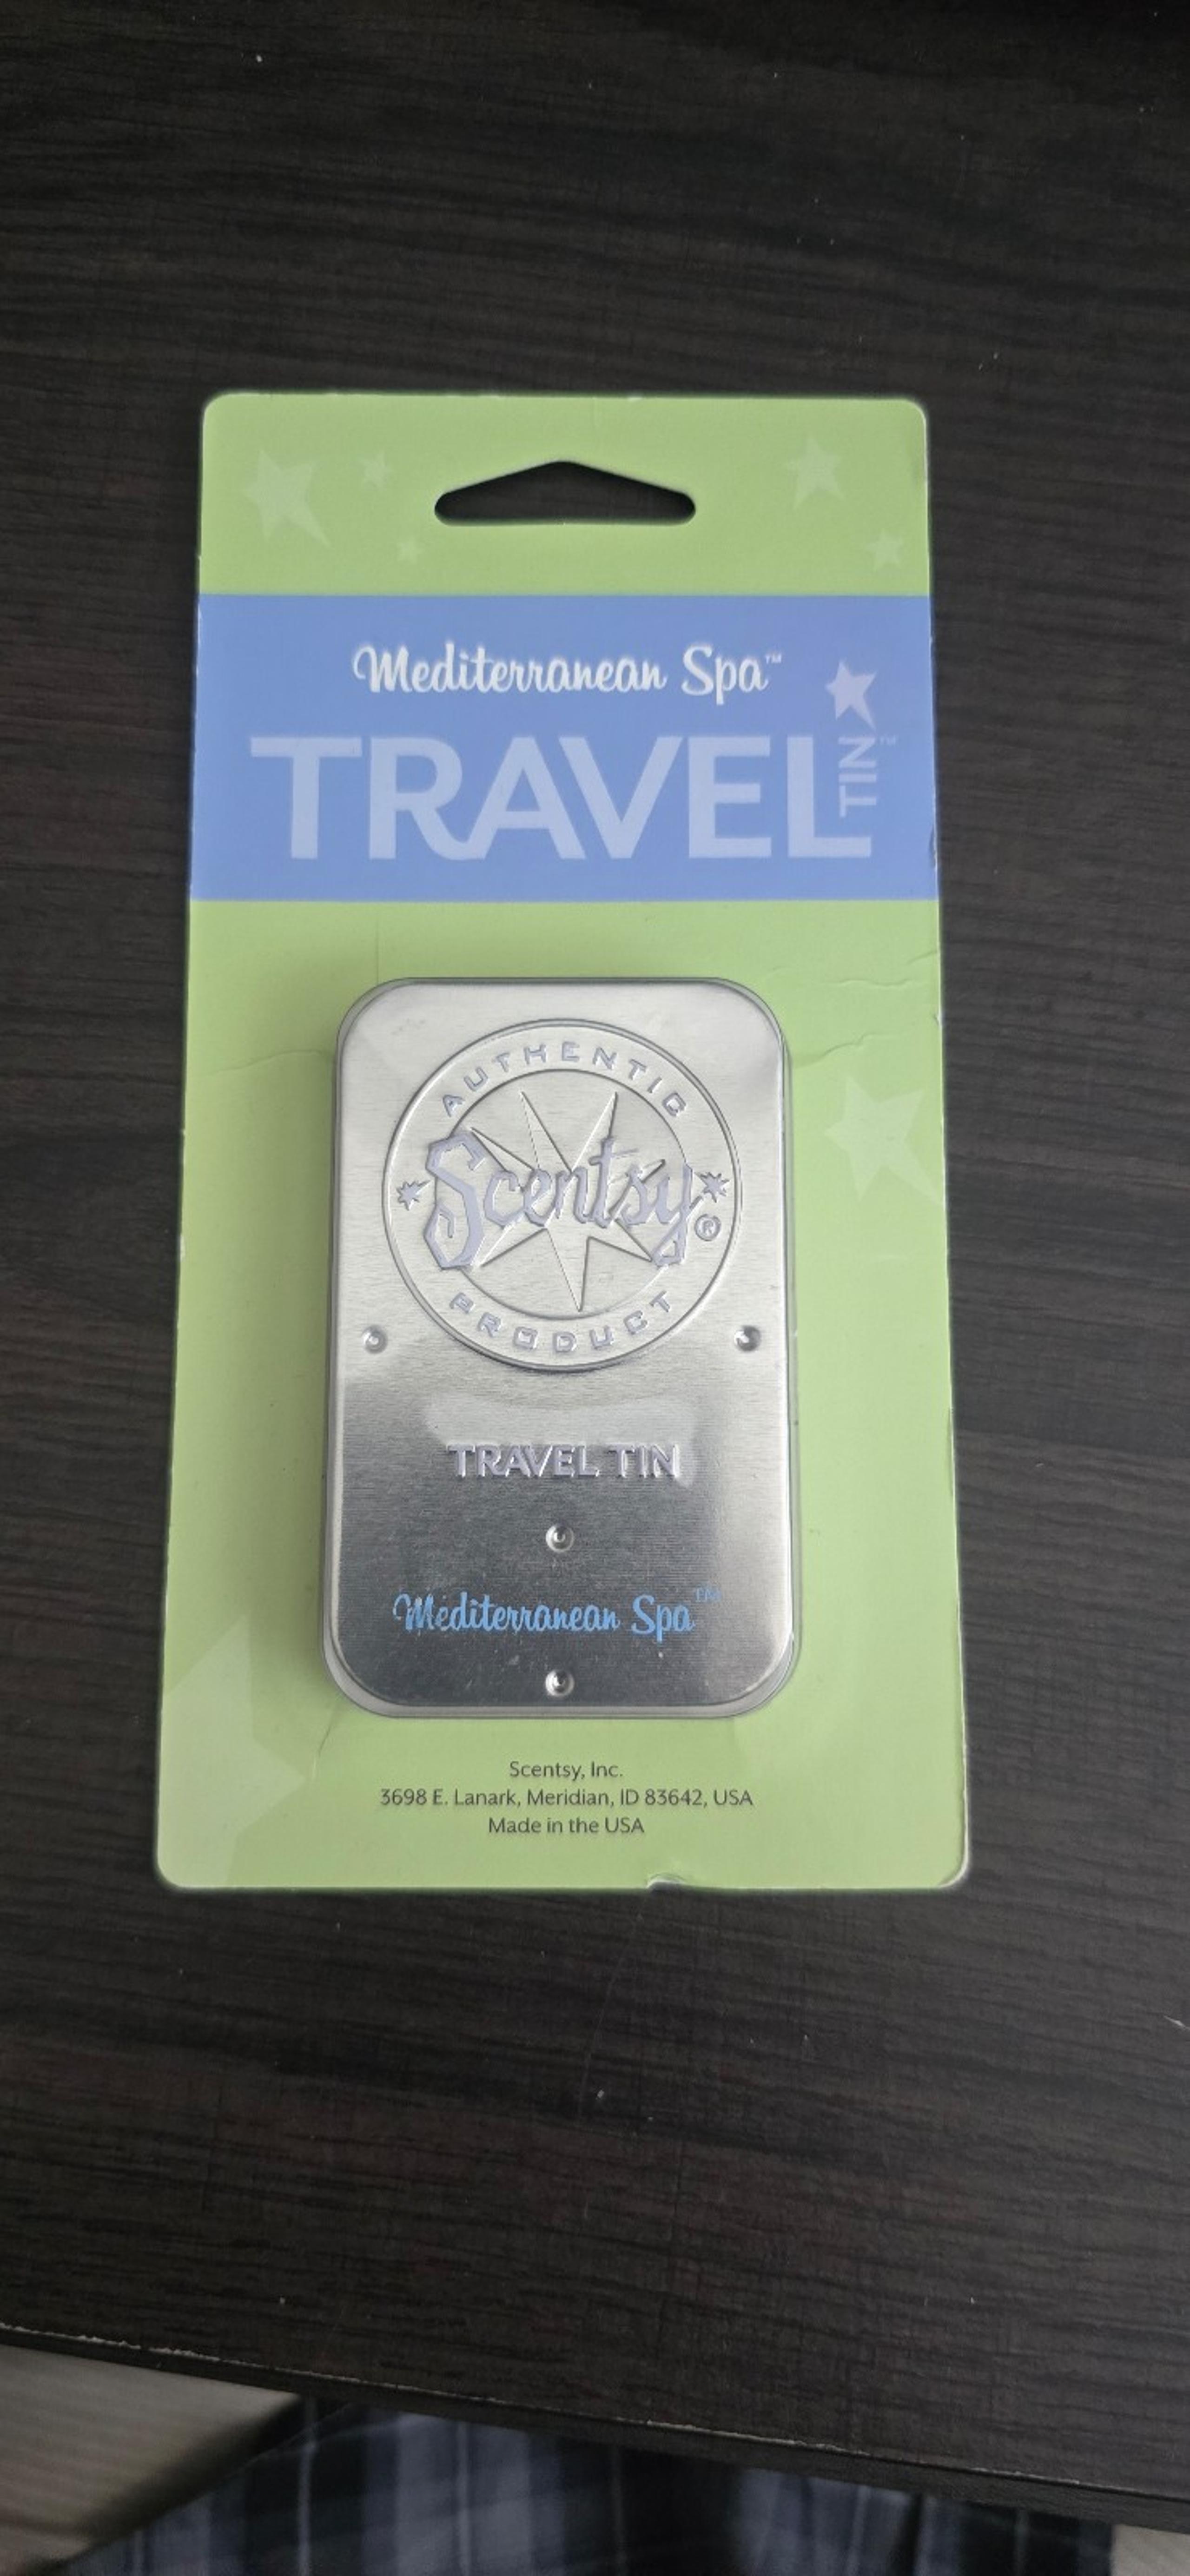 Mediterranean Spa™
TRAVEL TIN™
AUTHENTIC
Scentsy®
PRODUCT
TRAVEL TIN
Mediterranean Spa™
Scentsy, Inc.
3698 E. Lanark, Meridian, ID 83642, USA
Made in the USA